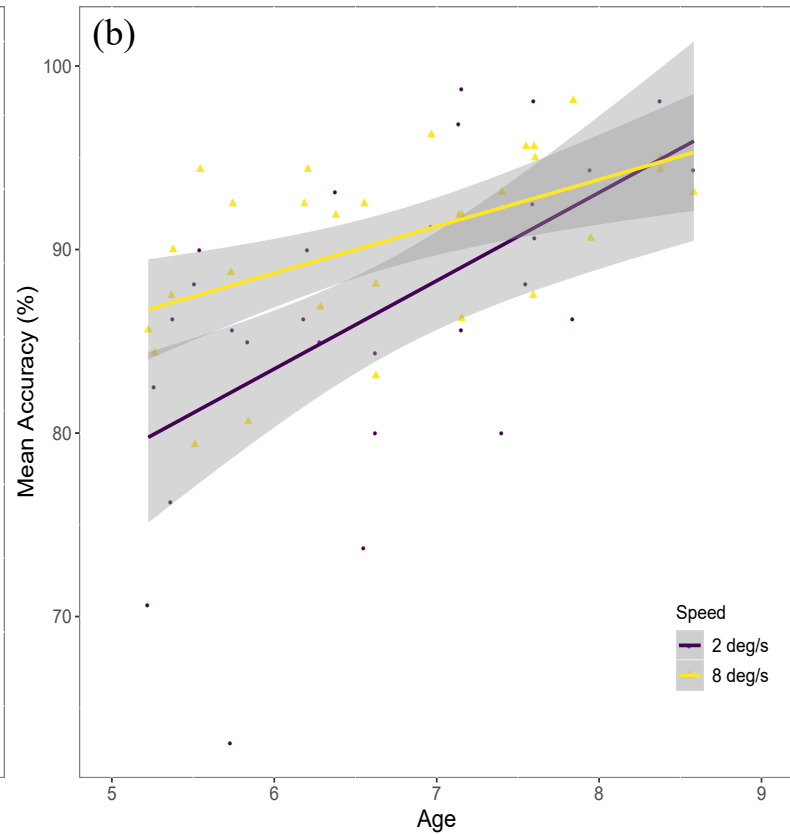 (b)
100
90
80
70
Mean Accuracy (%)
Speed
2 deg/s
8 deg/s
5 6 7 8 9
Age